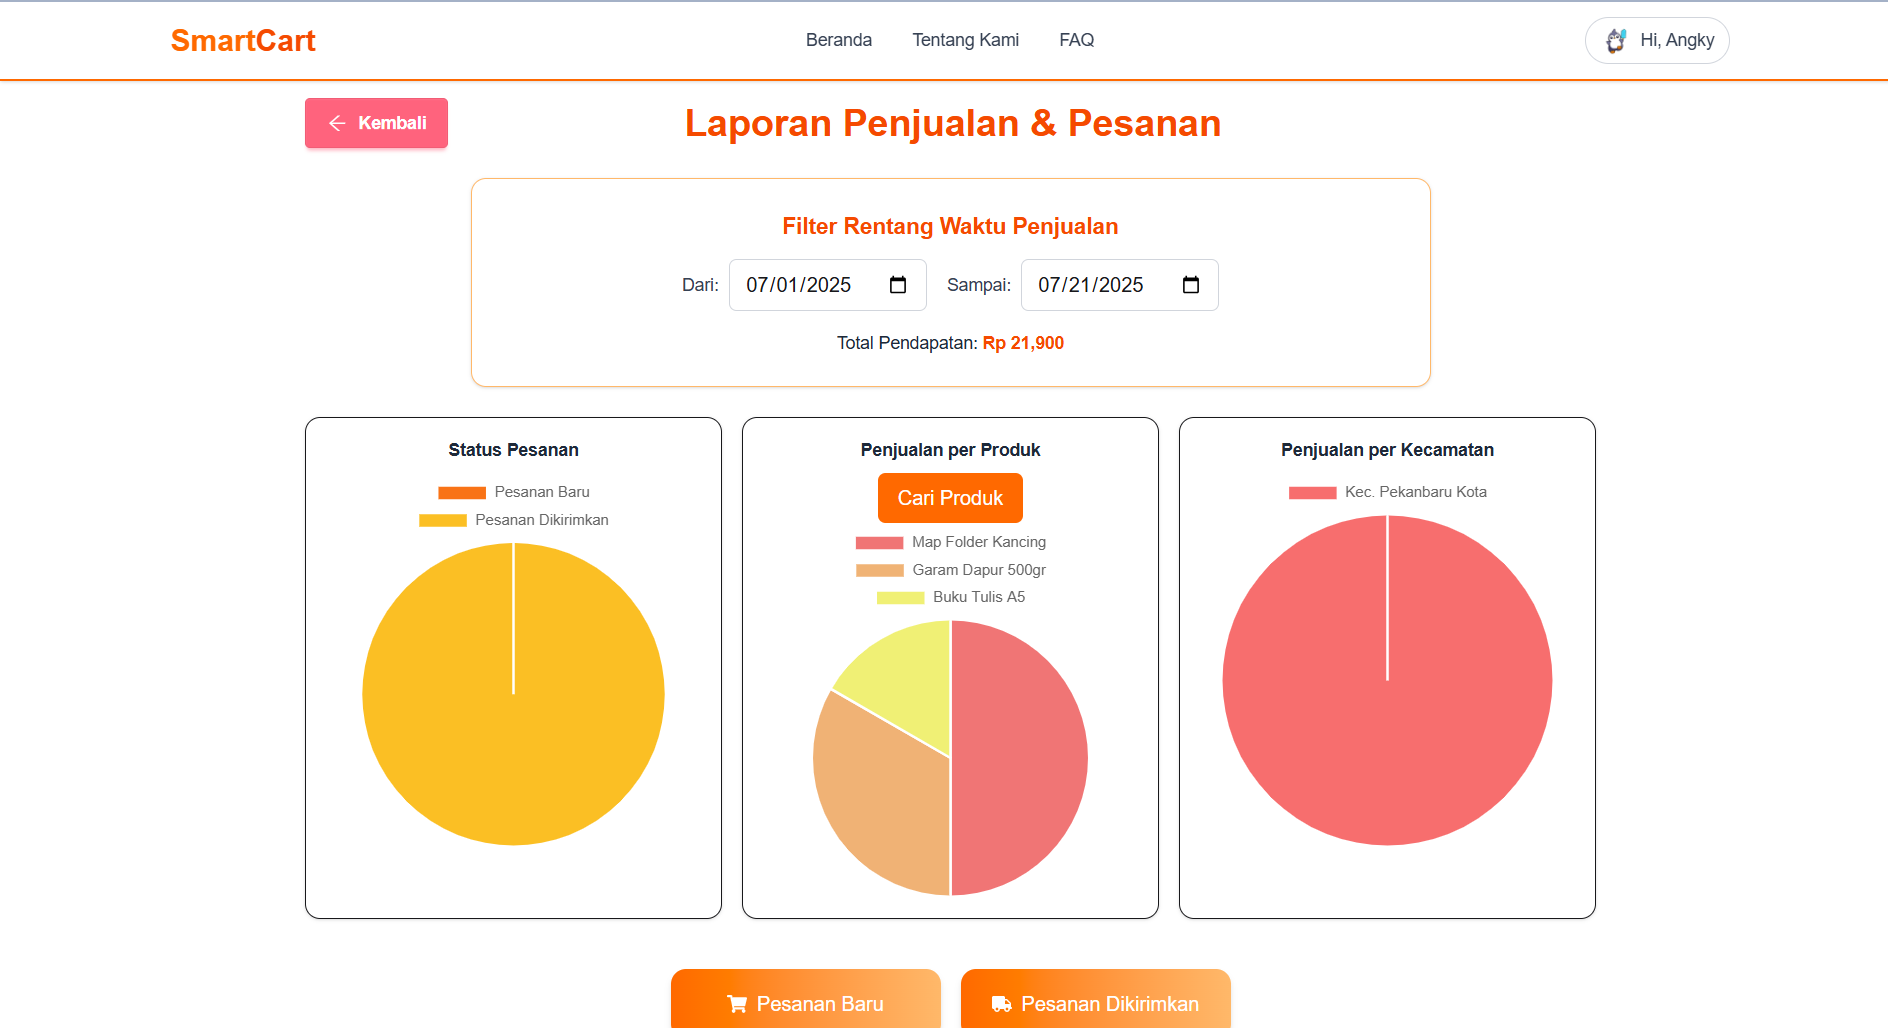 SmartCart
Beranda
Tentang Kami
FAQ
Hi, Angky
Kembali
Laporan Penjualan & Pesanan
Filter Rentang Waktu Penjualan
Dari: 07/01/2025 Sampai: 07/21/2025
Total Pendapatan: Rp 21,900
Status Pesanan
Pesanan Baru
Pesanan Dikirimkan
Penjualan per Produk
Cari Produk
Map Folder Kancing
Garam Dapur 500gr
Buku Tulis A5
Penjualan per Kecamatan
Kec. Pekanbaru Kota
Pesanan Baru
Pesanan Dikirimkan